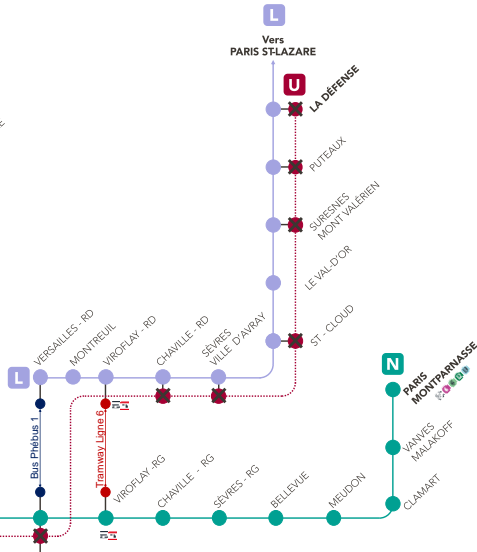 L
Vers
PARIS ST-LAZARE
U
LA DÉFENSE
PUTEAUX
SURESNES
MONT VALÉRIEN
LE VAL-D'OR
ST - CLOUD
VERSAILLES - RD
MONTREUIL
VIROFLAY - RD
CHAVILLE - RD
SÈVRES
VILLE D'AVRAY
L
N
PARIS
MONTPARNASSE
Bus Phébus 1
Tramway Ligne 6
VANVES
MALAKOFF
VIROFLAY -RG
CHAVILLE - RG
SÈVRES - RG
BELLEVUE
MEUDON
CLAMART